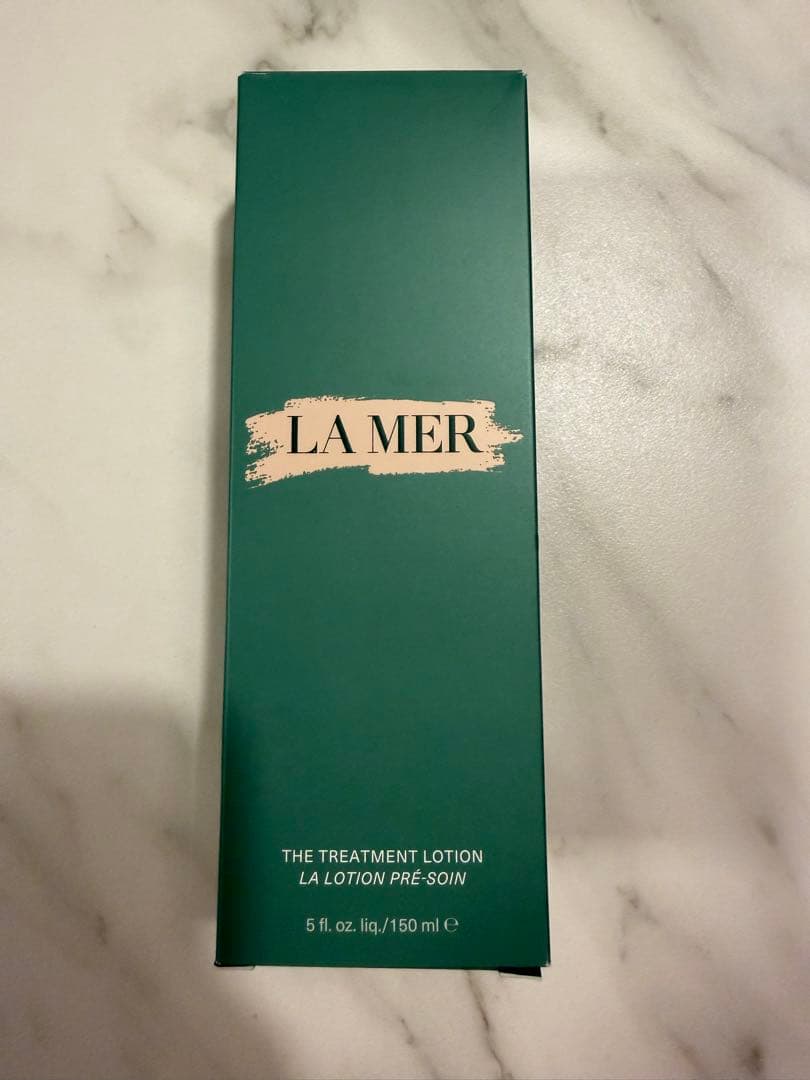 LA MER
THE TREATMENT LOTION
LA LOTION PRÉ-SOIN
5 fl. oz. liq./150 ml ℮